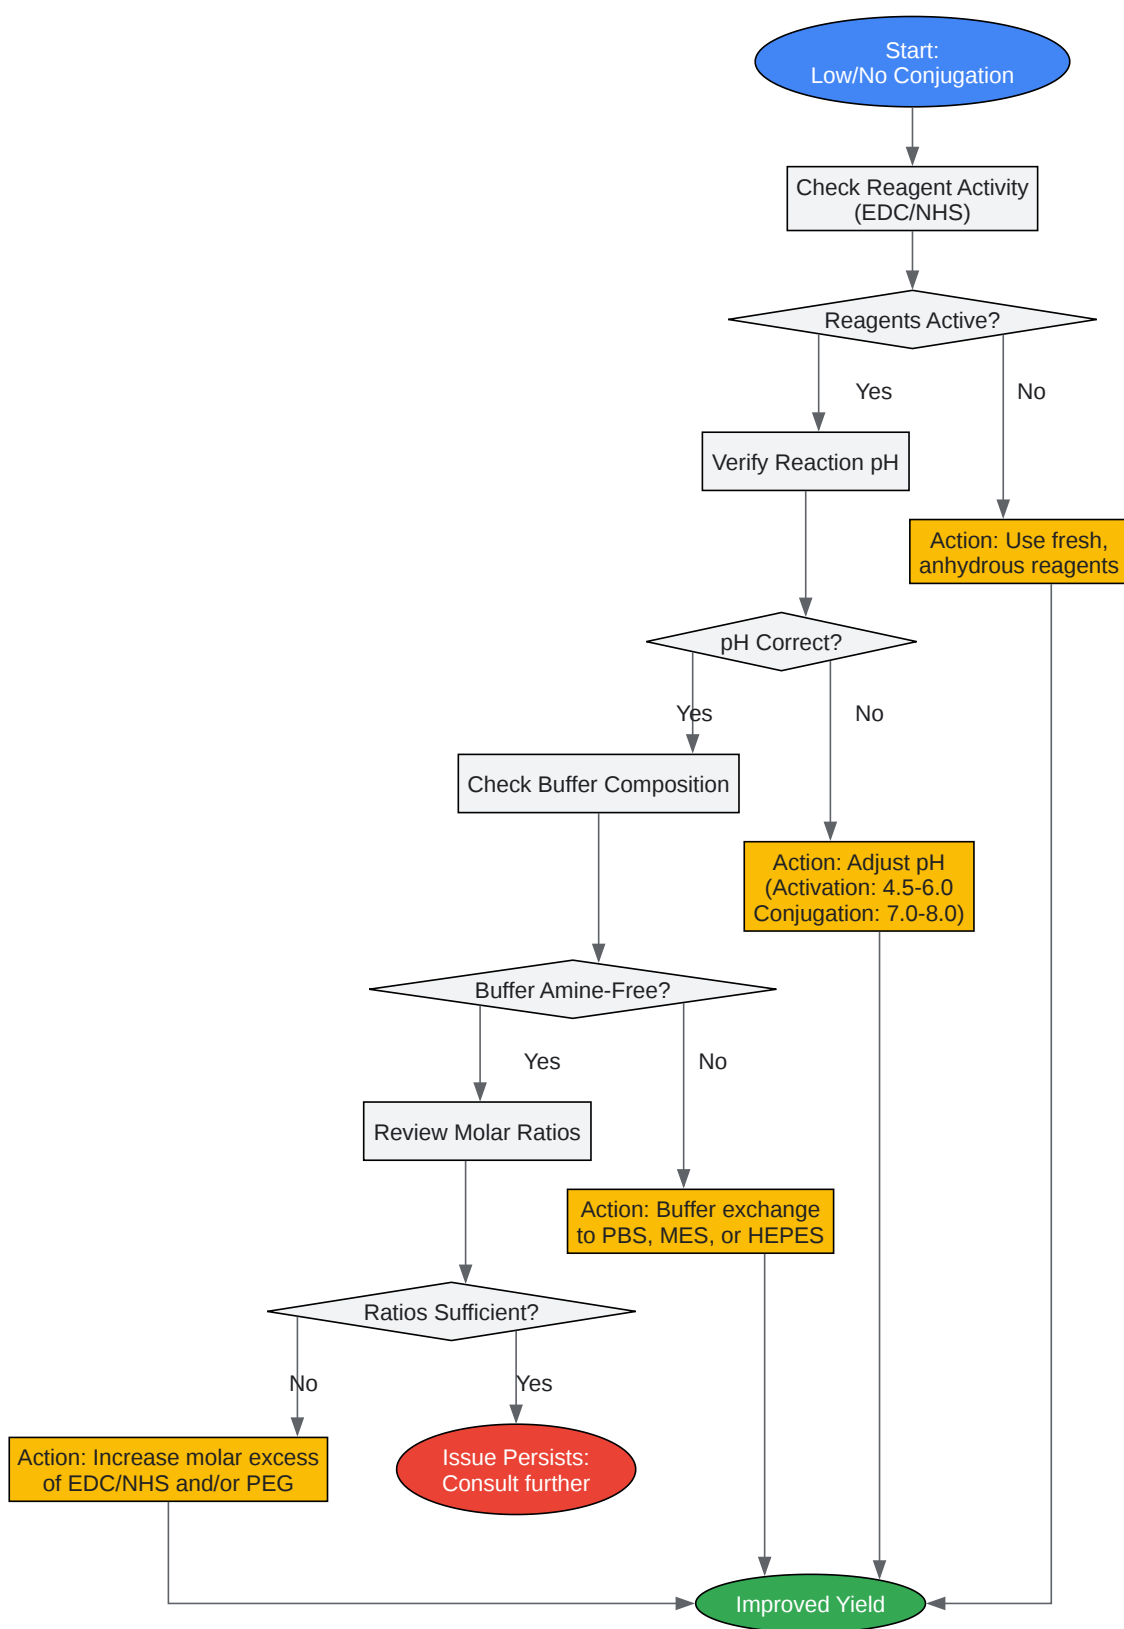 Start:
Low/No Conjugation
Check Reagent Activity
(EDC/NHS)
Reagents Active?
Yes
No
Verify Reaction pH
Action: Use fresh,
anhydrous reagents
pH Correct?
Yes
No
Check Buffer Composition
Action: Adjust pH
(Activation: 4.5-6.0
Conjugation: 7.0-8.0)
Buffer Amine-Free?
Yes
No
Review Molar Ratios
Action: Buffer exchange
to PBS, MES, or HEPES
Ratios Sufficient?
No
Yes
Action: Increase molar excess
of EDC/NHS and/or PEG
Issue Persists:
Consult further
Improved Yield